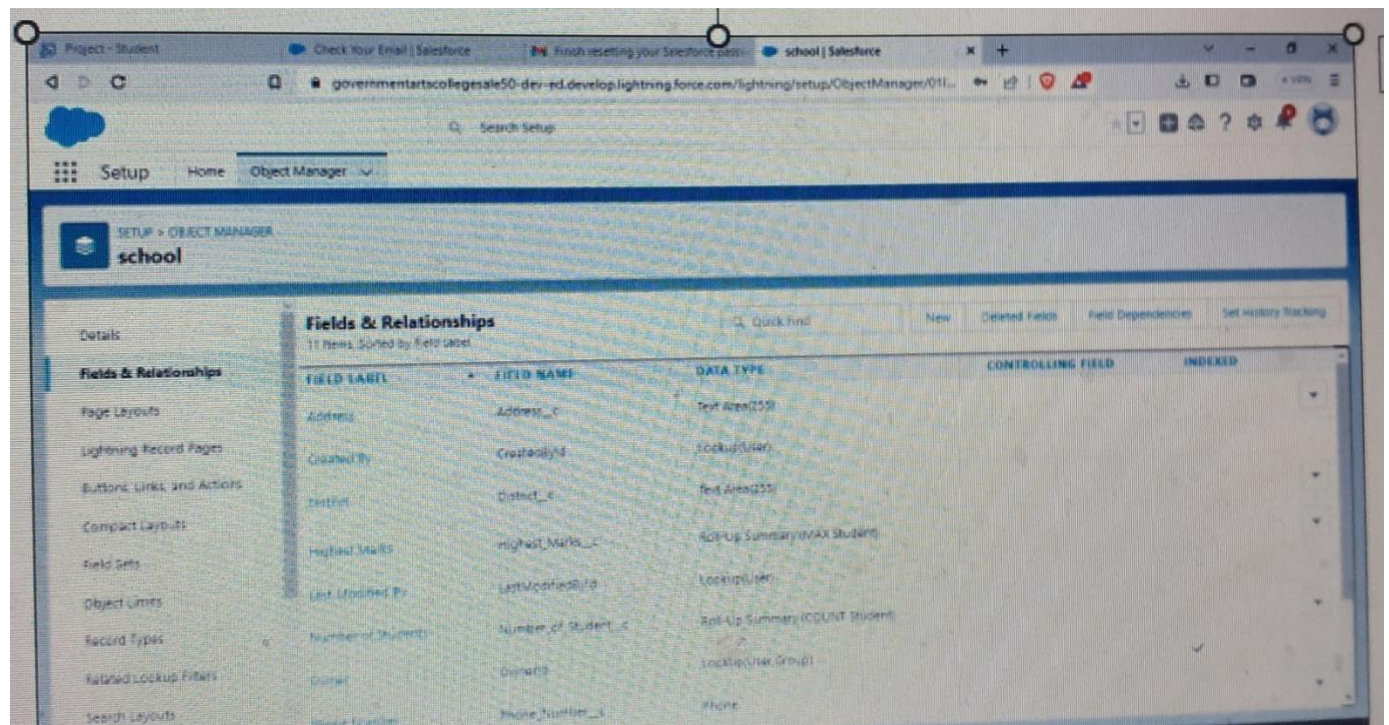 Project - Student
Check Your Email | Salesforce
Finish resetting your Salesforce pass
school | Salesforce
governmentartscollegesale50-dev-ed.develop.lightning.force.com/lightning/setup/ObjectManager/01I...
Search Setup
Setup
Home
Object Manager
SETUP > OBJECT MANAGER
school
Details
Fields & Relationships
Page Layouts
Lightning Record Pages
Buttons, Links, and Actions
Compact Layouts
Field Sets
Object Limits
Record Types
Related Lookup Filters
Search Layouts
Fields & Relationships
11 Items, Sorted by Field Label
Quick Find
New
Deleted Fields
Field Dependencies
Set History Tracking
FIELD LABEL FIELD NAME DATA TYPE CONTROLLING FIELD INDEXED
Address Address__c Text Area(255)
Created By CreatedById Lookup(User)
District District__c Text Area(255)
Highest Marks Highest_Marks__c Roll-Up Summary (MAX Student)
Last Modified By LastModifiedById Lookup(User)
Number of Students Number_of_Student__c Roll-Up Summary (COUNT Student)
Owner OwnerId Lookup(User,Group)
Phone Number Phone_Number__c Phone